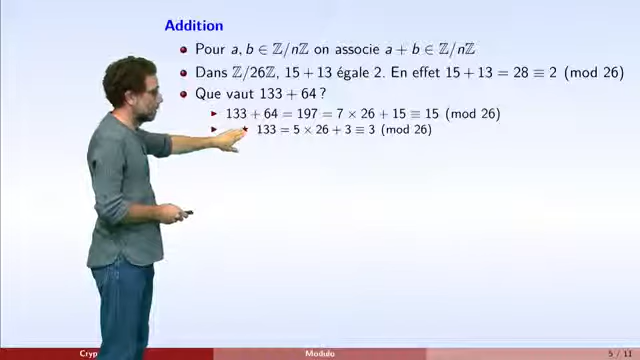 Addition
Pour a, b ∈ ℤ/nℤ on associe a + b ∈ ℤ/nℤ
Dans ℤ/26ℤ, 15 + 13 égale 2. En effet 15 + 13 = 28 ≡ 2 (mod 26)
Que vaut 133 + 64 ?
133 + 64 = 197 = 7 × 26 + 15 ≡ 15 (mod 26)
133 = 5 × 26 + 3 ≡ 3 (mod 26)
Modulo
5 / 11